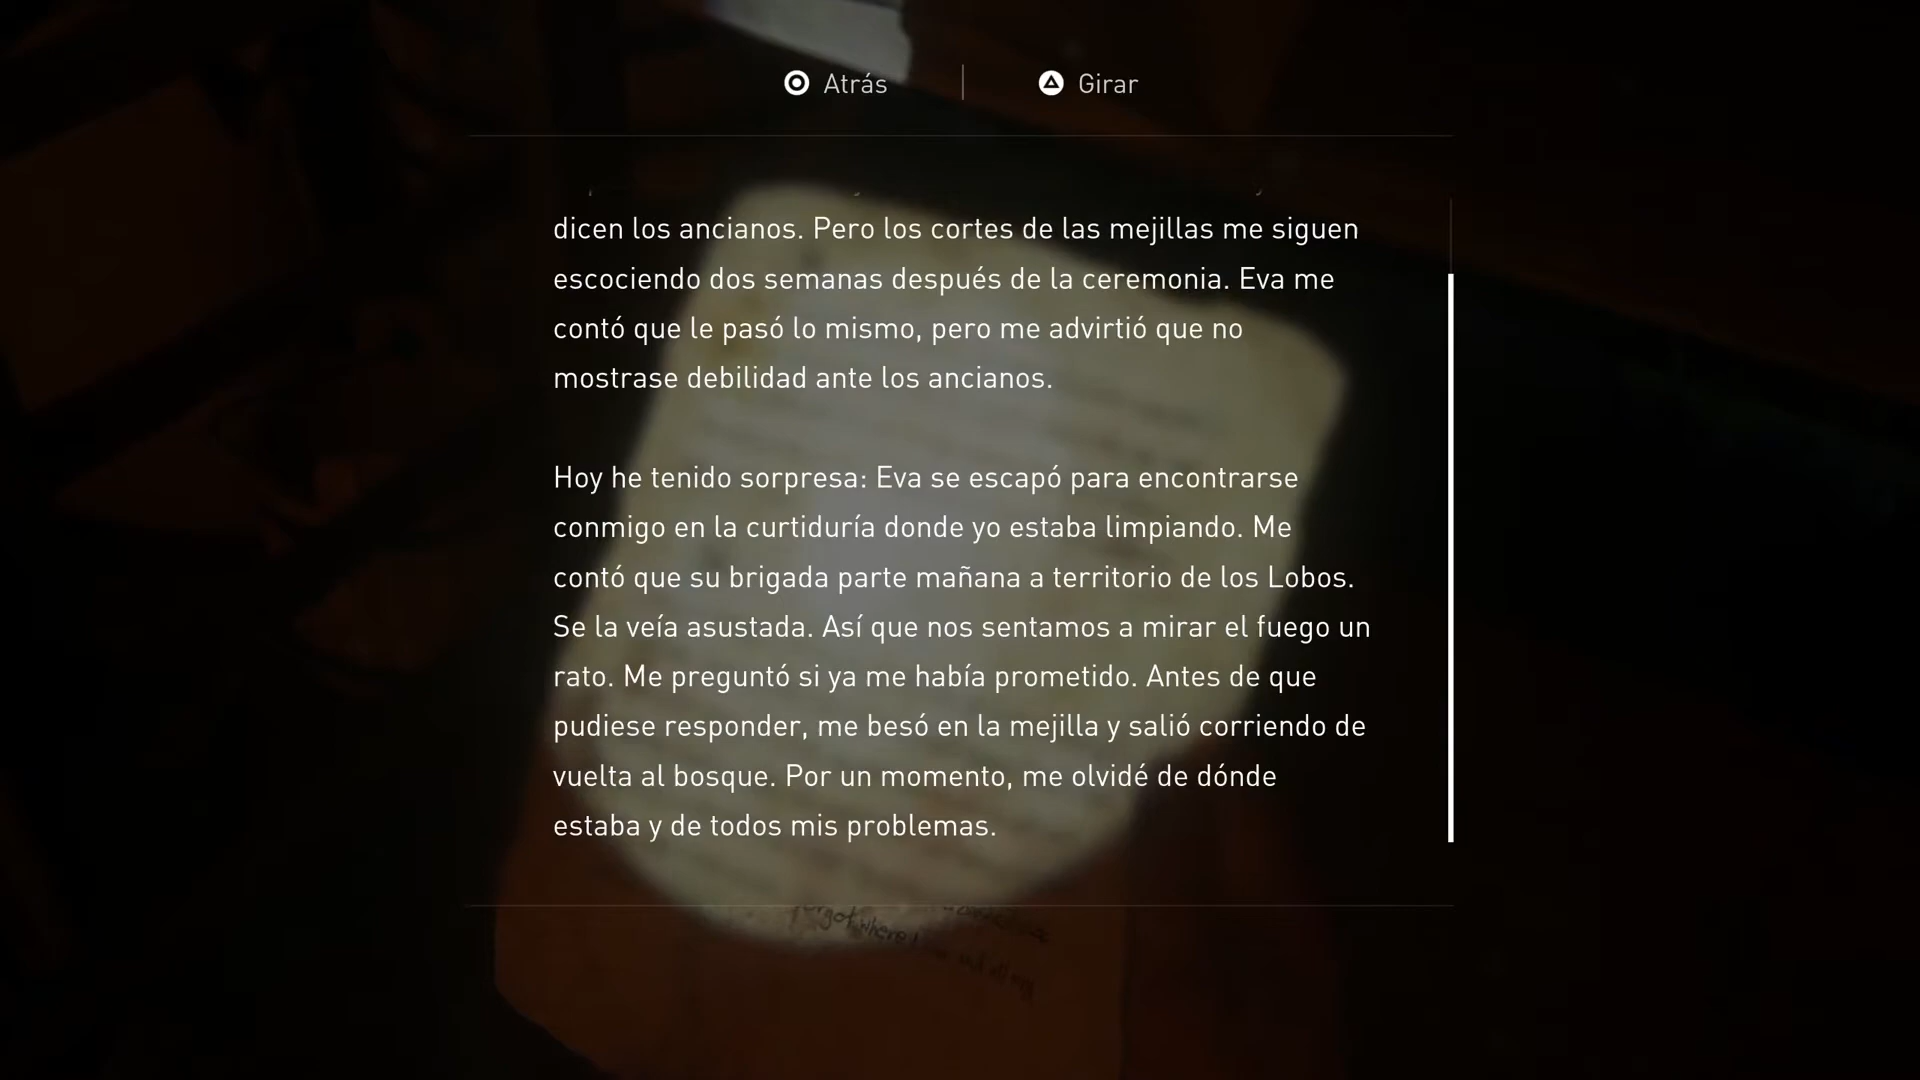 Atrás
Girar
dicen los ancianos. Pero los cortes de las mejillas me siguen
escociendo dos semanas después de la ceremonia. Eva me
contó que le pasó lo mismo, pero me advirtió que no
mostrase debilidad ante los ancianos.
Hoy he tenido sorpresa: Eva se escapó para encontrarse
conmigo en la curtiduría donde yo estaba limpiando. Me
contó que su brigada parte mañana a territorio de los Lobos.
Se la veía asustada. Así que nos sentamos a mirar el fuego un
rato. Me preguntó si ya me había prometido. Antes de que
pudiese responder, me besó en la mejilla y salió corriendo de
vuelta al bosque. Por un momento, me olvidé de dónde
estaba y de todos mis problemas.
forgot where I